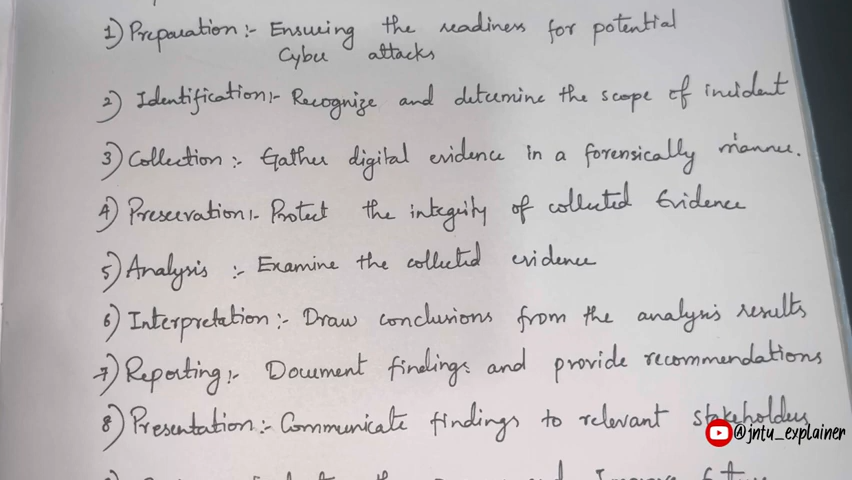 1) Preparation :- Ensuring the readiness for potential
Cyber attacks
2) Identification :- Recognize and determine the scope of incident
3) Collection :- Gather digital evidence in a forensically manner.
4) Preservation :- Protect the integrity of collected Evidence
5) Analysis :- Examine the collected evidence
6) Interpretation :- Draw conclusions from the analysis results
7) Reporting :- Document findings and provide recommendations
8) Presentation :- Communicate findings to relevant stakeholders
@jntu_explainer